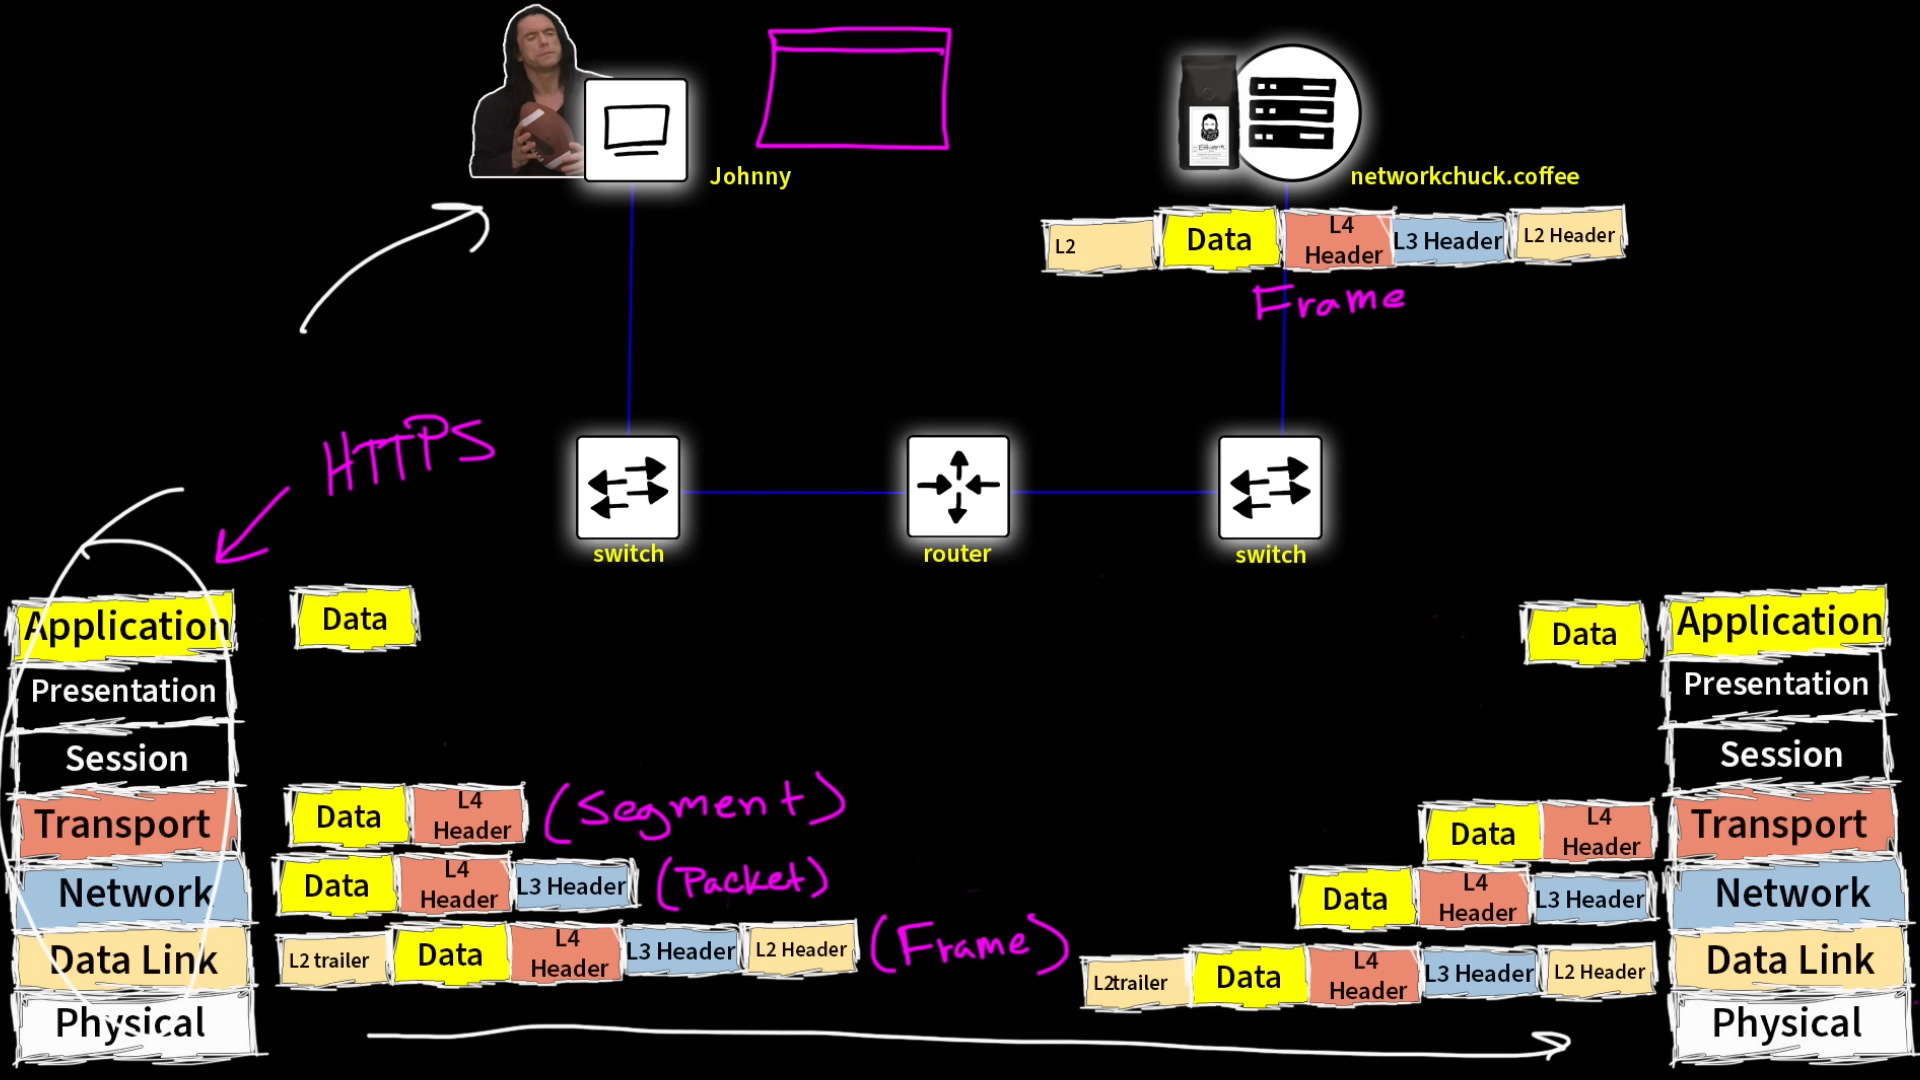 Johnny
networkchuck.coffee
L2 Data L4 Header L3 Header L2 Header
Frame
HTTPS
switch
router
switch
Application
Presentation
Session
Transport
Network
Data Link
Physical
Data
Data L4 Header (Segment)
Data L4 Header L3 Header (Packet)
L2 trailer Data L4 Header L3 Header L2 Header (Frame)
Data
Data L4 Header
Data L4 Header L3 Header
L2trailer Data L4 Header L3 Header L2 Header
Application
Presentation
Session
Transport
Network
Data Link
Physical